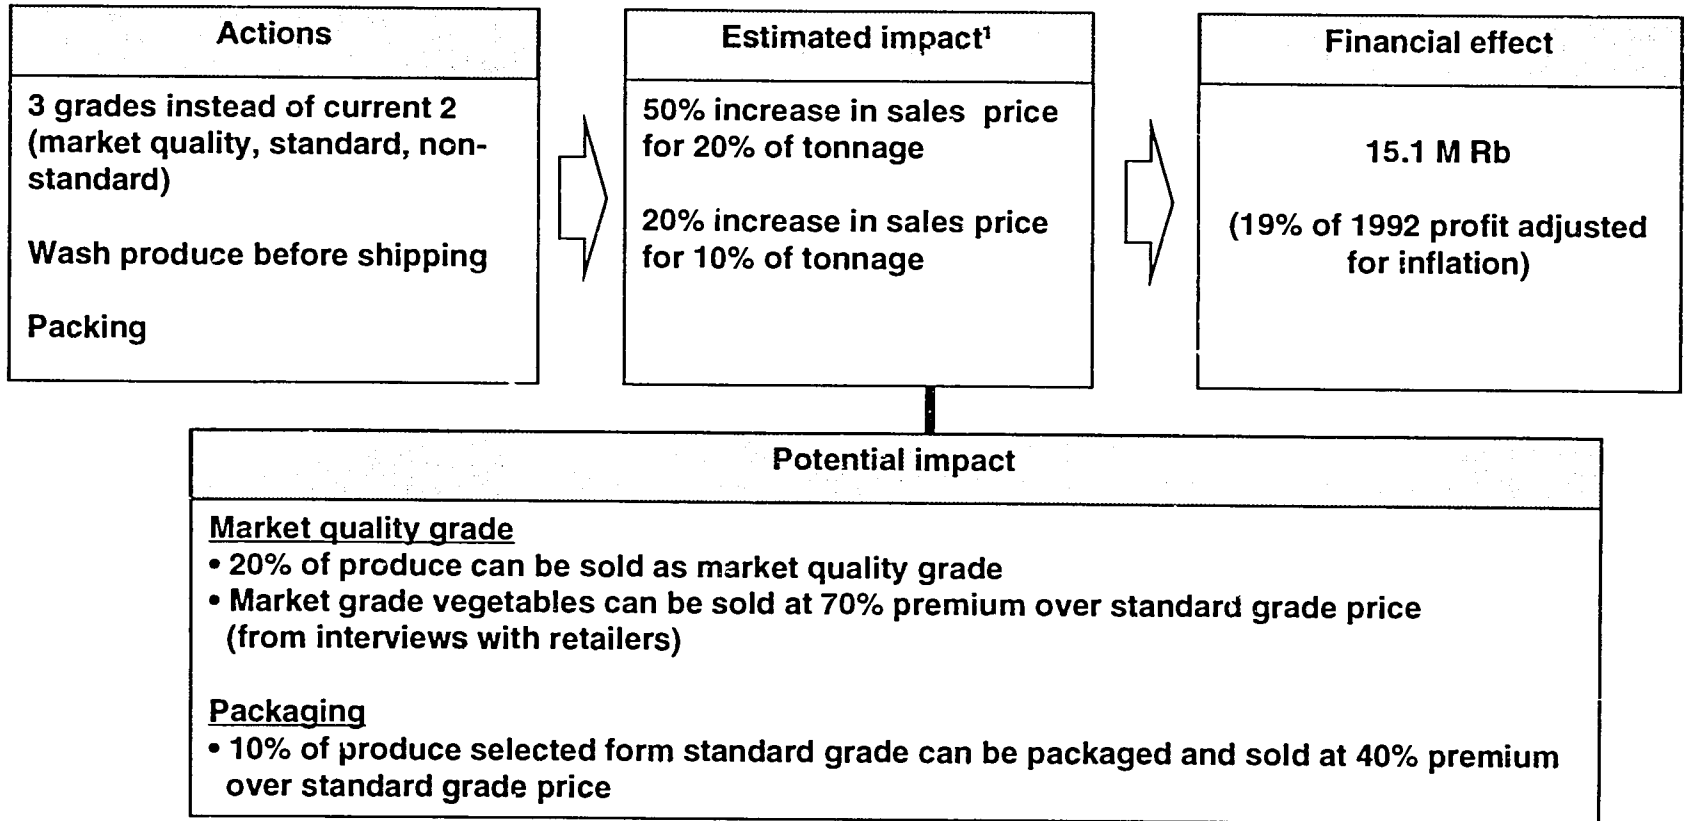 Actions
3 grades instead of current 2
(market quality, standard, non-
standard)
Wash produce before shipping
Packing
Estimated impact¹
50% increase in sales price
for 20% of tonnage
20% increase in sales price
for 10% of tonnage
Financial effect
15.1 M Rb
(19% of 1992 profit adjusted
for inflation)
Potential impact
Market quality grade
• 20% of produce can be sold as market quality grade
• Market grade vegetables can be sold at 70% premium over standard grade price
(from interviews with retailers)
Packaging
• 10% of produce selected form standard grade can be packaged and sold at 40% premium
over standard grade price